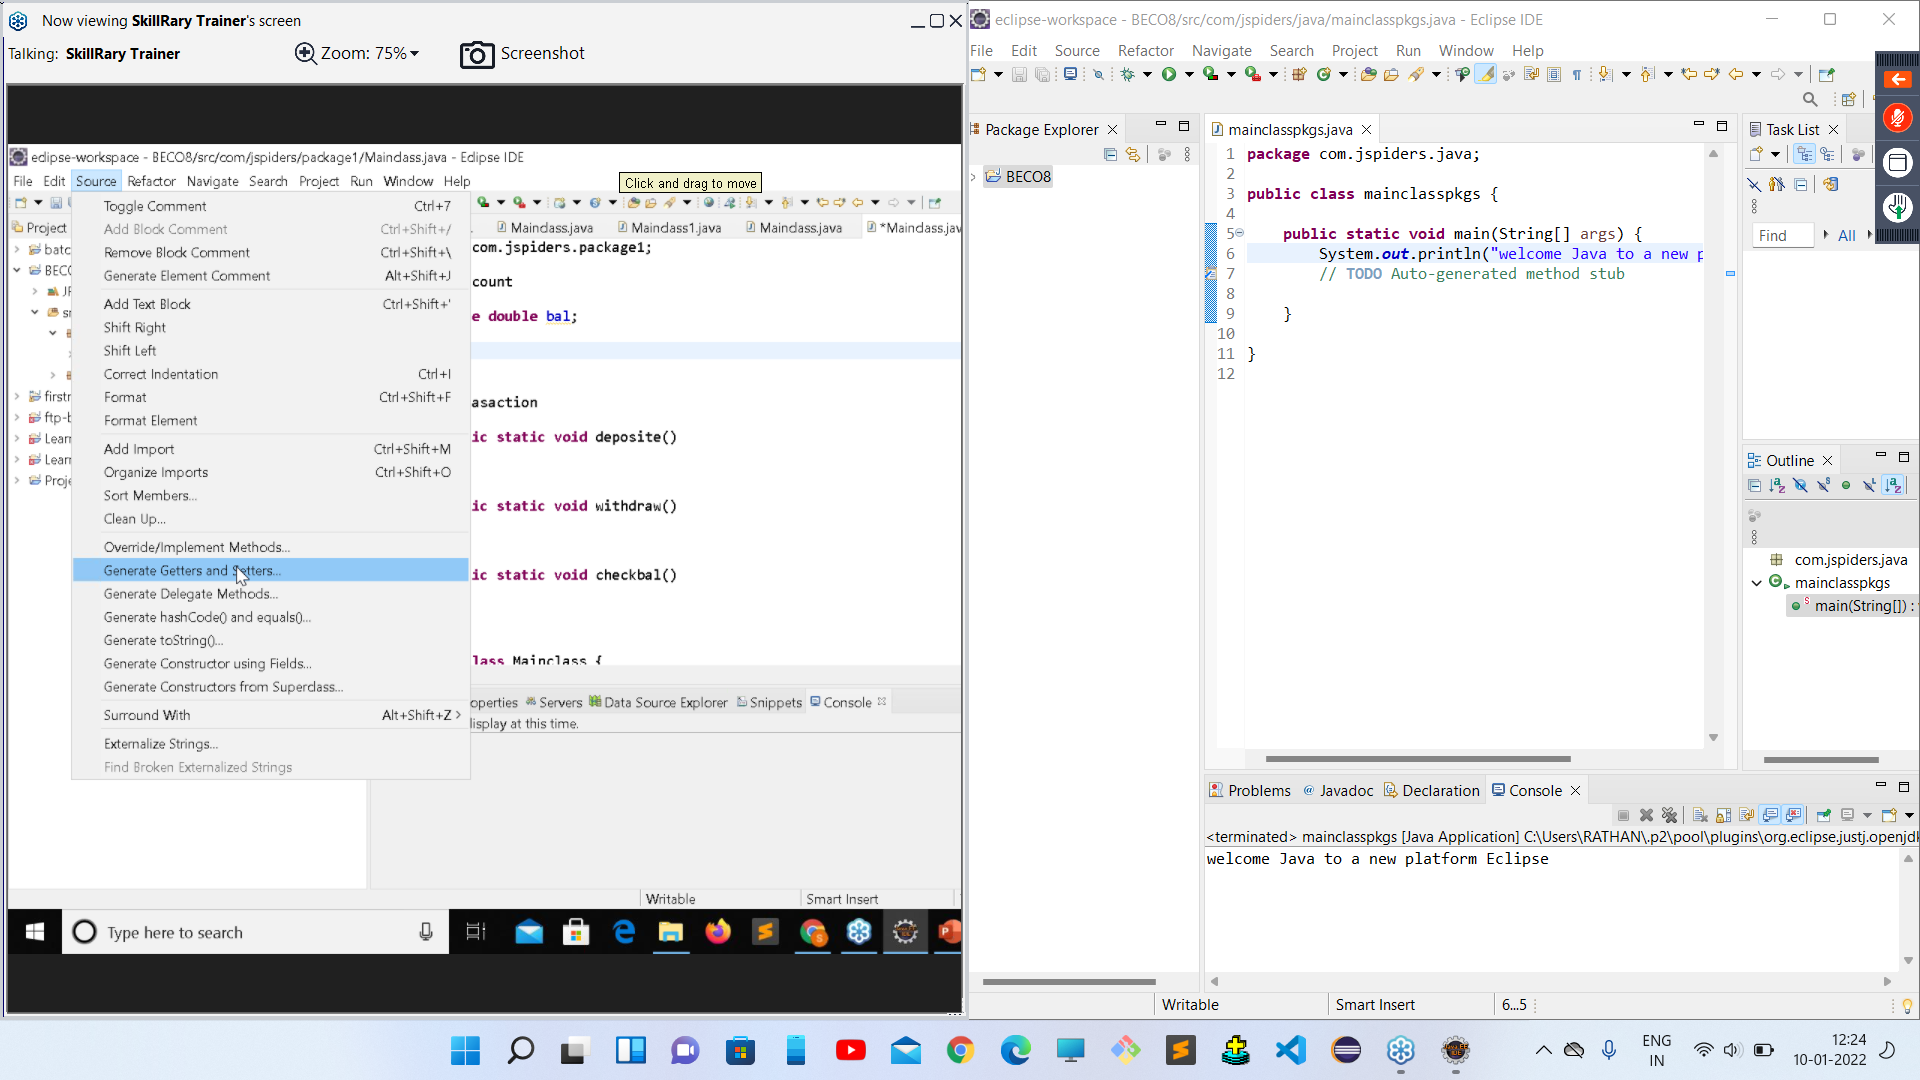 Now viewing SkillRary Trainer's screen
Talking: SkillRary Trainer
Zoom: 75%
Screenshot
eclipse-workspace - BECO8/src/com/jspiders/package1/Mainclass.java - Eclipse IDE
File Edit Source Refactor Navigate Search Project Run Window Help
Click and drag to move
Project
Mainclass.java
Mainclass1.java
Mainclass.java
*Mainclass.jav
Toggle Comment Ctrl+7
Add Block Comment Ctrl+Shift+/
Remove Block Comment Ctrl+Shift+\
Generate Element Comment Alt+Shift+J
Add Text Block Ctrl+Shift+'
Shift Right
Shift Left
Correct Indentation Ctrl+I
Format Ctrl+Shift+F
Format Element
Add Import Ctrl+Shift+M
Organize Imports Ctrl+Shift+O
Sort Members...
Clean Up...
Override/Implement Methods...
Generate Getters and Setters...
Generate Delegate Methods...
Generate hashCode() and equals()...
Generate toString()...
Generate Constructor using Fields...
Generate Constructors from Superclass...
Surround With Alt+Shift+Z
Externalize Strings...
Find Broken Externalized Strings
batc
BECC
JF
sr
firstr
ftp-b
Learr
Learr
Proje
com.jspiders.package1;
count
e double bal;
asaction
ic static void deposite()
ic static void withdraw()
ic static void checkbal()
lass Mainclass {
operties Servers Data Source Explorer Snippets Console
isplay at this time.
Writable Smart Insert
Type here to search
eclipse-workspace - BECO8/src/com/jspiders/java/mainclasspkgs.java - Eclipse IDE
File Edit Source Refactor Navigate Search Project Run Window Help
Package Explorer
BECO8
mainclasspkgs.java
1 package com.jspiders.java;
2
3 public class mainclasspkgs {
4
5 public static void main(String[] args) {
6 System.out.println("welcome Java to a new p
7 // TODO Auto-generated method stub
8
9 }
10
11 }
12
Task List
Find All
Outline
com.jspiders.java
mainclasspkgs
main(String[]) :
Problems Javadoc Declaration Console
<terminated> mainclasspkgs [Java Application] C:\Users\RATHAN\.p2\pool\plugins\org.eclipse.justj.openjd
welcome Java to a new platform Eclipse
Writable Smart Insert 6...5
ENG
IN
12:24
10-01-2022